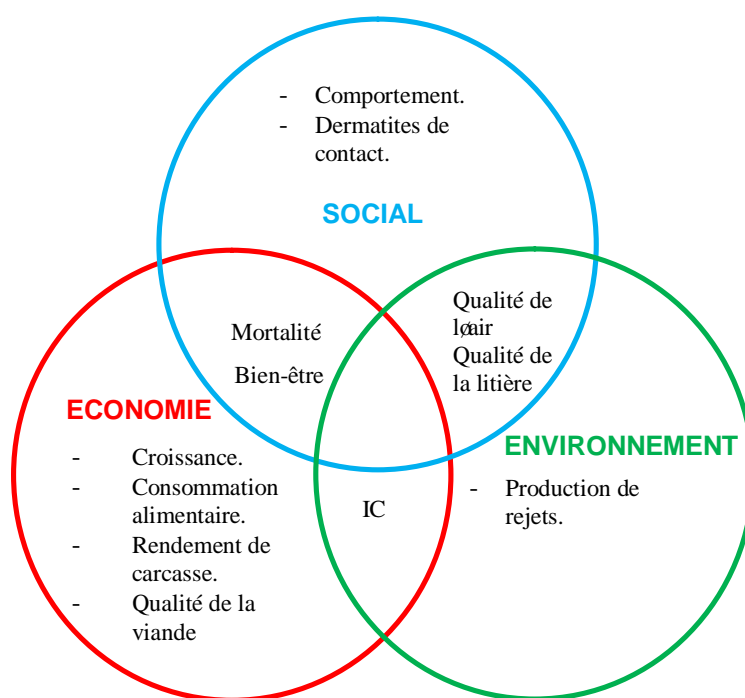 - Comportement.
- Dermatites de
contact.
SOCIAL
Qualité de
løair
Qualité de
la litière
Mortalité
Bien-être
ECONOMIE
- Croissance.
- Consommation
alimentaire.
- Rendement de
carcasse.
- Qualité de la
viande
IC
ENVIRONNEMENT
- Production de
rejets.